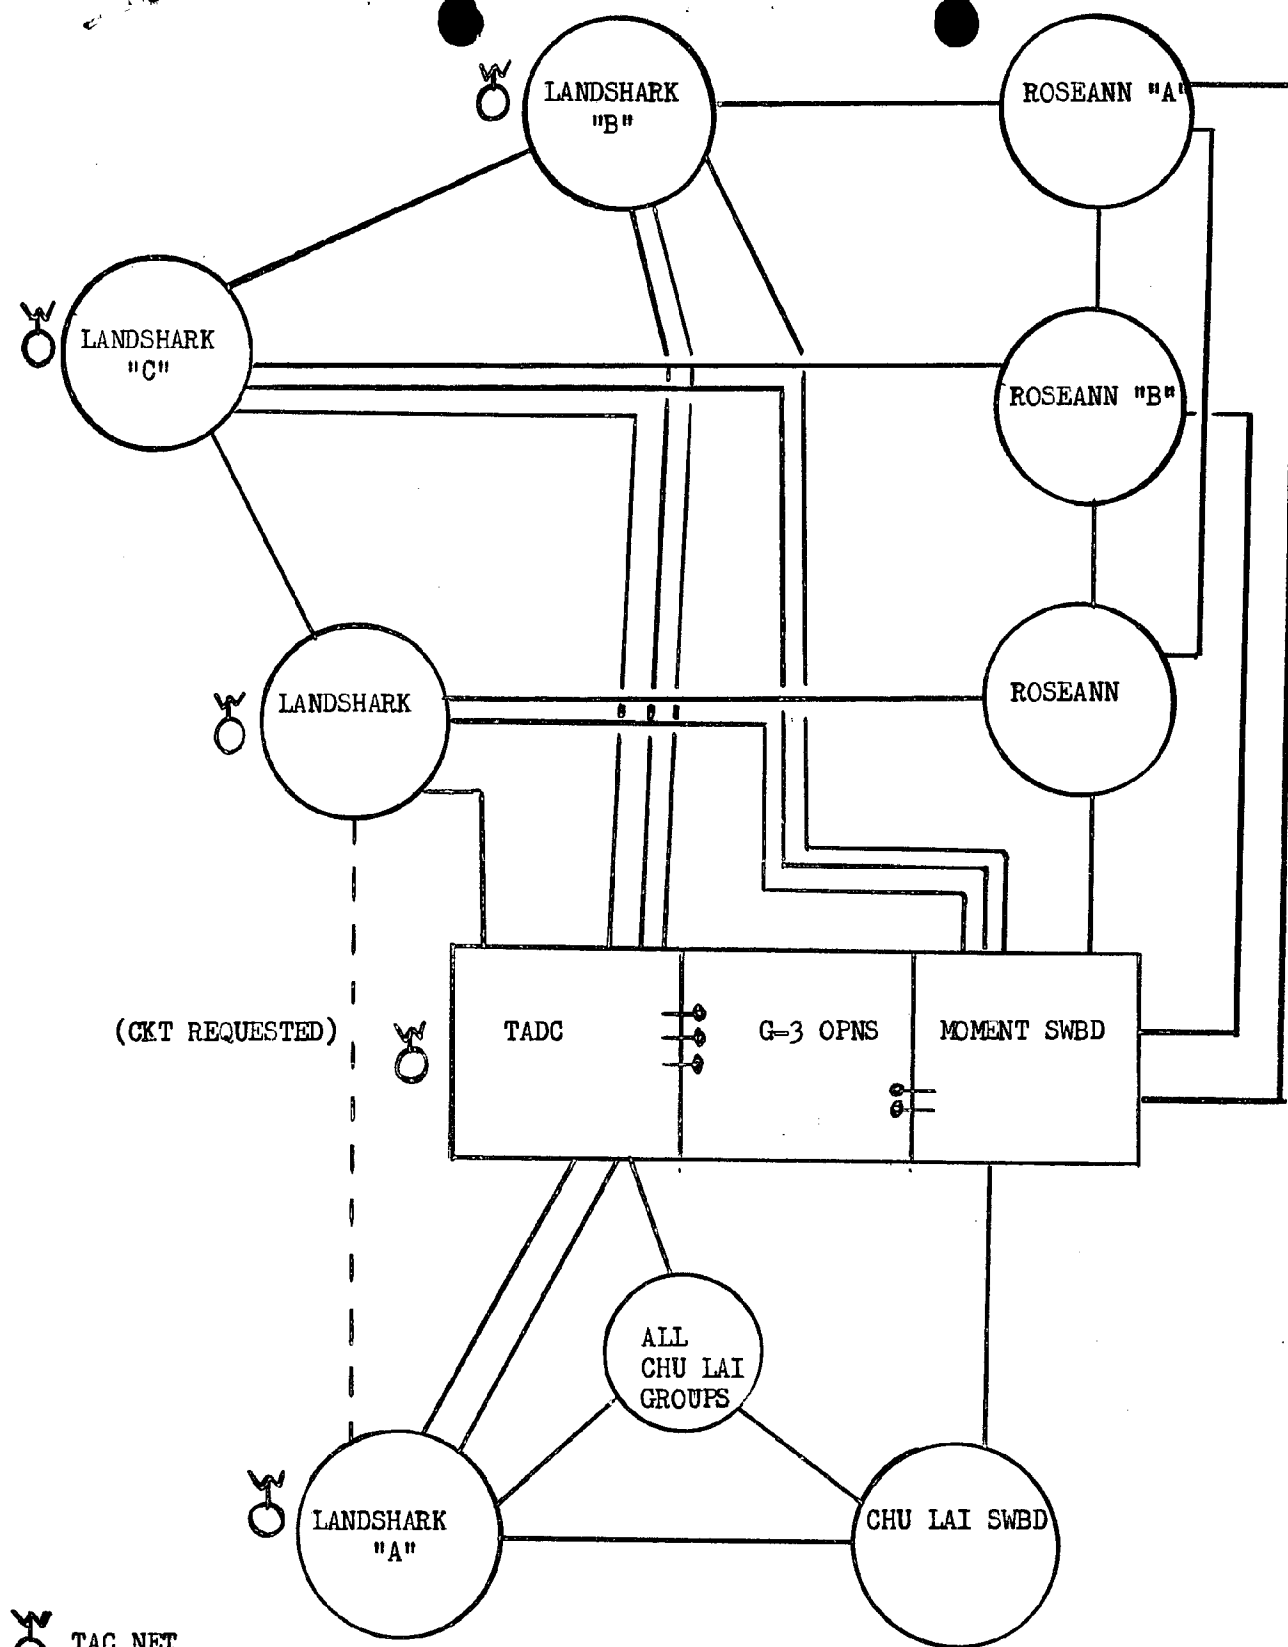 LANDSHARK
"B"
ROSEANN "A"
LANDSHARK
"C"
ROSEANN "B"
LANDSHARK
ROSEANN
(CKT REQUESTED)
TADC
G-3 OPNS
MOMENT SWBD
ALL
CHU LAI
GROUPS
LANDSHARK
"A"
CHU LAI SWBD
TAC NET